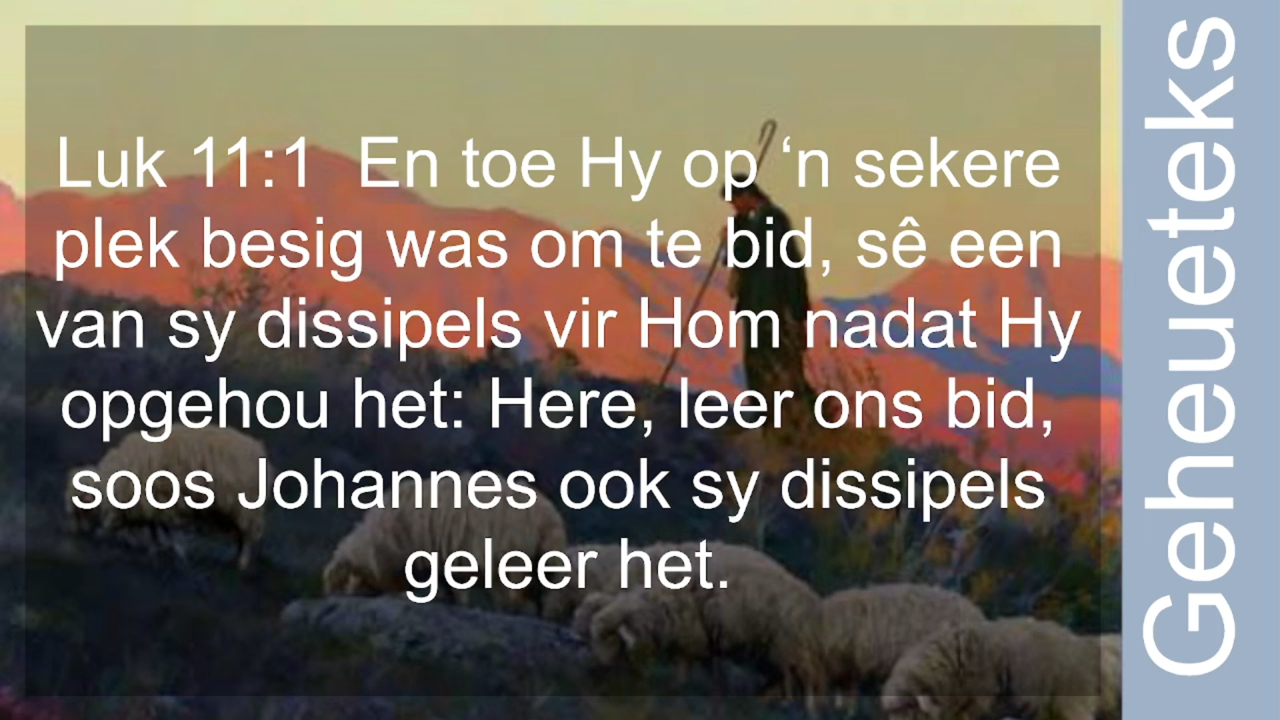 Luk 11:1  En toe Hy op ‘n sekere
plek besig was om te bid, sê een
van sy dissipels vir Hom nadat Hy
opgehou het: Here, leer ons bid,
soos Johannes ook sy dissipels
geleer het.
Geheueteks